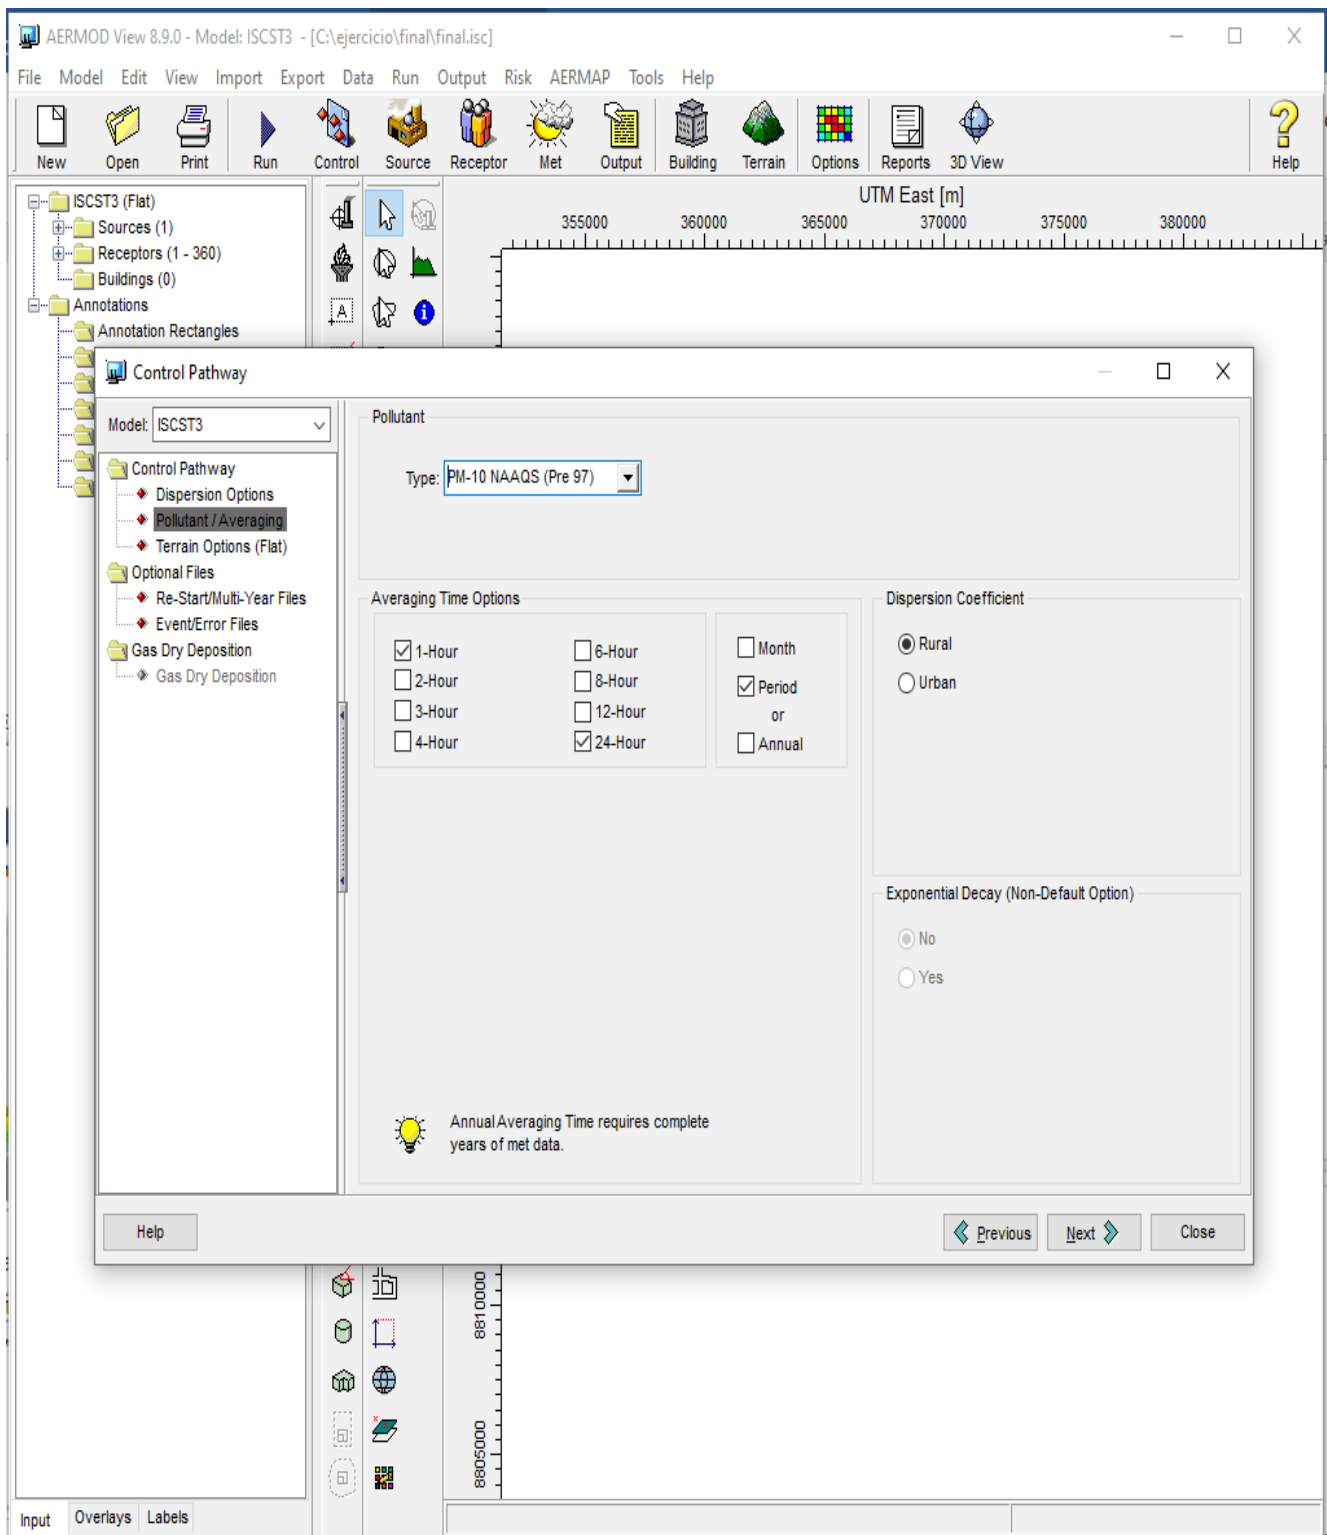 AERMOD View 8.9.0 - Model: ISCST3 - [C:\ejercicio\final\final.isc]
File Model Edit View Import Export Data Run Output Risk AERMAP Tools Help
New Open Print Run Control Source Receptor Met Output Building Terrain Options Reports 3D View Help
ISCST3 (Flat)
Sources (1)
Receptors (1 - 360)
Buildings (0)
Annotations
Annotation Rectangles
A
UTM East [m]
355000 360000 365000 370000 375000 380000
Control Pathway
Model: ISCST3
Control Pathway
Dispersion Options
Pollutant / Averaging
Terrain Options (Flat)
Optional Files
Re-Start/Multi-Year Files
Event/Error Files
Gas Dry Deposition
Gas Dry Deposition
Pollutant
Type: PM-10 NAAQS (Pre 97)
Averaging Time Options
1-Hour
2-Hour
3-Hour
4-Hour
6-Hour
8-Hour
12-Hour
24-Hour
Month
Period
or
Annual
Annual Averaging Time requires complete
years of met data.
Dispersion Coefficient
Rural
Urban
Exponential Decay (Non-Default Option)
No
Yes
Help
Previous
Next
Close
8810000
8805000
Input Overlays Labels